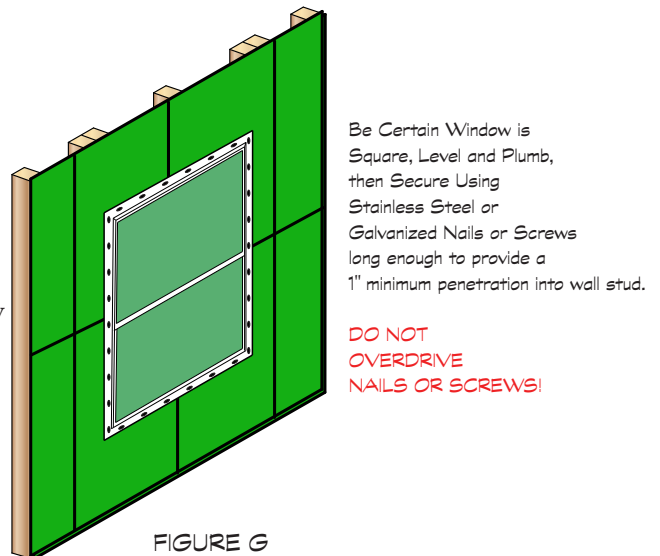 Be Certain Window is
Square, Level and Plumb,
then Secure Using
Stainless Steel or
Galvanized Nails or Screws
long enough to provide a
1" minimum penetration into wall stud.
DO NOT
OVERDRIVE
NAILS OR SCREWS!
FIGURE G